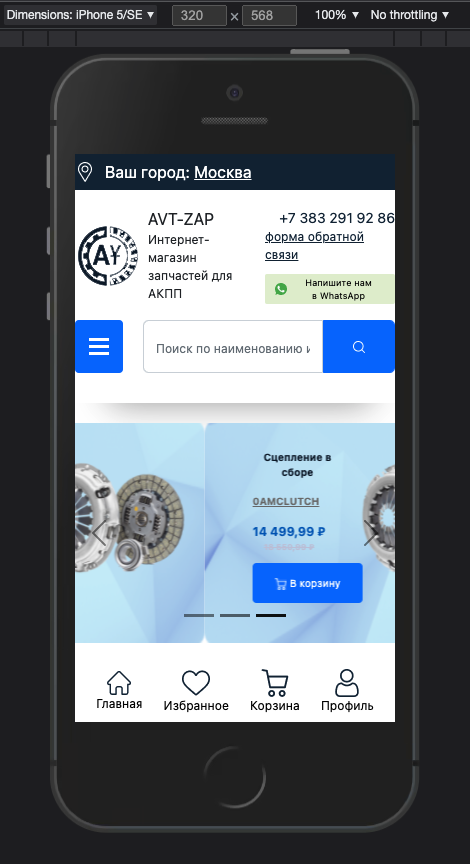 Dimensions: iPhone 5/SE ▼ 320 × 568 100% ▼ No throttling ▼
Ваш город: Москва
AVT-ZAP
Интернет-
магазин
запчастей для
АКПП
+7 383 291 92 86
форма обратной
связи
Напишите нам
в WhatsApp
Поиск по наименованию и
Сцепление в
сборе
0AMCLUTCH
14 499,99 ₽
В корзину
Главная Избранное Корзина Профиль